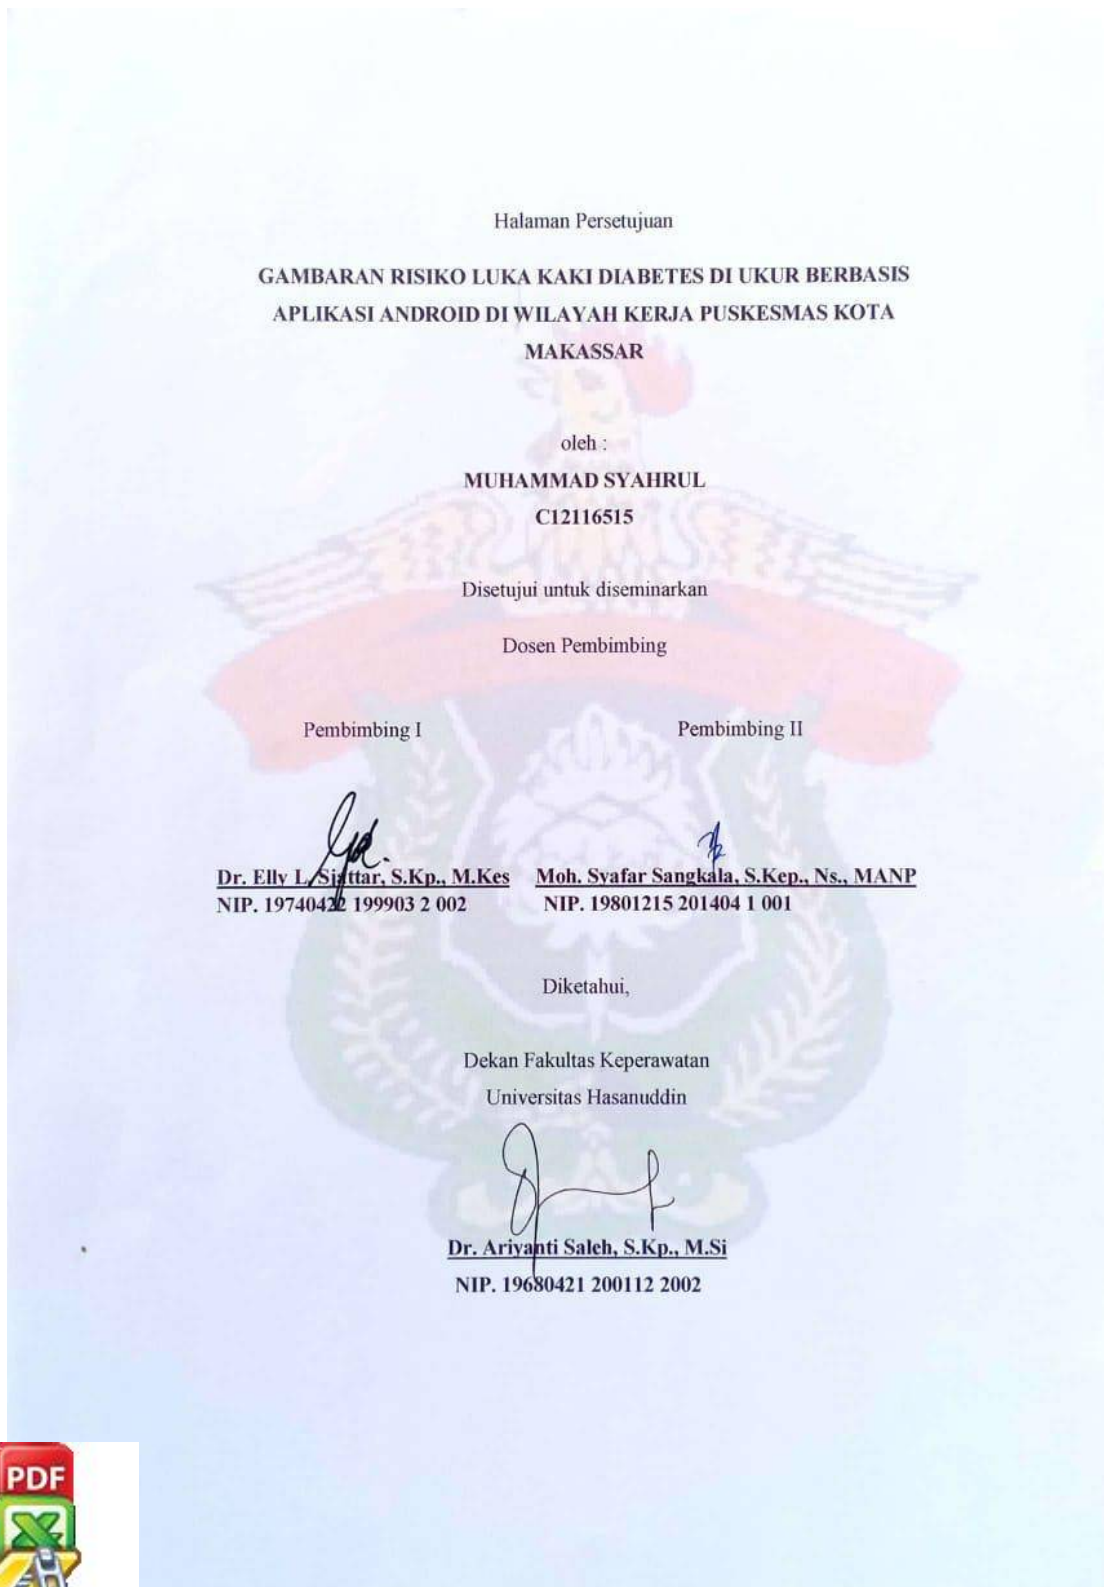 Halaman Persetujuan
GAMBARAN RISIKO LUKA KAKI DIABETES DI UKUR BERBASIS
APLIKASI ANDROID DI WILAYAH KERJA PUSKESMAS KOTA
MAKASSAR
oleh :
MUHAMMAD SYAHRUL
C12116515
Disetujui untuk diseminarkan
Dosen Pembimbing
Pembimbing I
Pembimbing II
Dr. Elly L. Sjattar, S.Kp., M.Kes
Moh. Syafar Sangkala, S.Kep., Ns., MANP
NIP. 19740422 199903 2 002
NIP. 19801215 201404 1 001
Diketahui,
Dekan Fakultas Keperawatan
Universitas Hasanuddin
Dr. Ariyanti Saleh, S.Kp., M.Si
NIP. 19680421 200112 2002
PDF